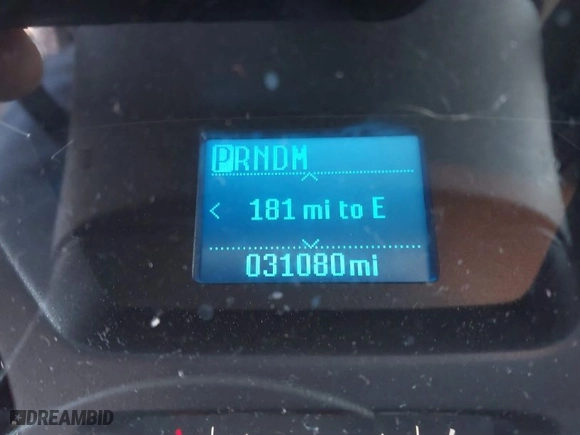 PRNDM
181 mi to E
031080mi
DREAMBID